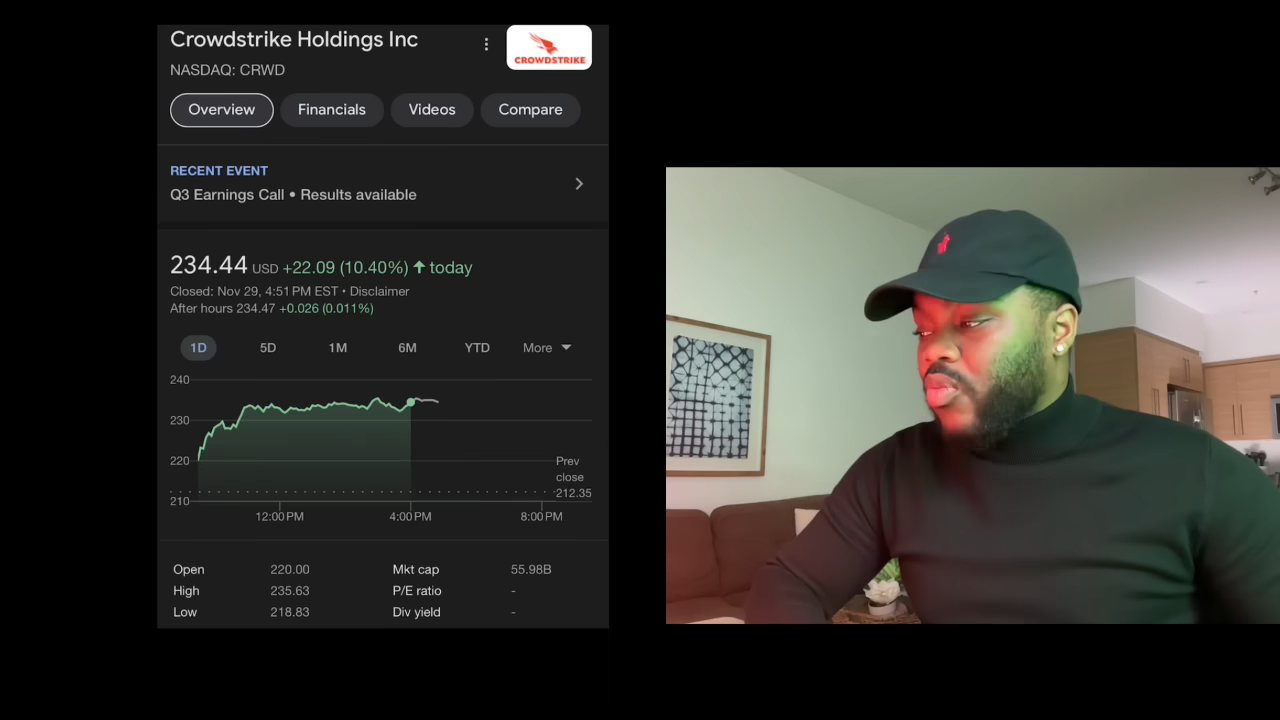 Crowdstrike Holdings Inc
CROWDSTRIKE
NASDAQ: CRWD
Overview Financials Videos Compare
RECENT EVENT
Q3 Earnings Call • Results available
234.44 USD +22.09 (10.40%) ↑ today
Closed: Nov 29, 4:51 PM EST • Disclaimer
After hours 234.47 +0.026 (0.011%)
1D 5D 1M 6M YTD More
240
230
220
210
Prev
close
212.35
12:00 PM 4:00 PM 8:00 PM
Open 220.00 Mkt cap 55.98B
High 235.63 P/E ratio -
Low 218.83 Div yield -